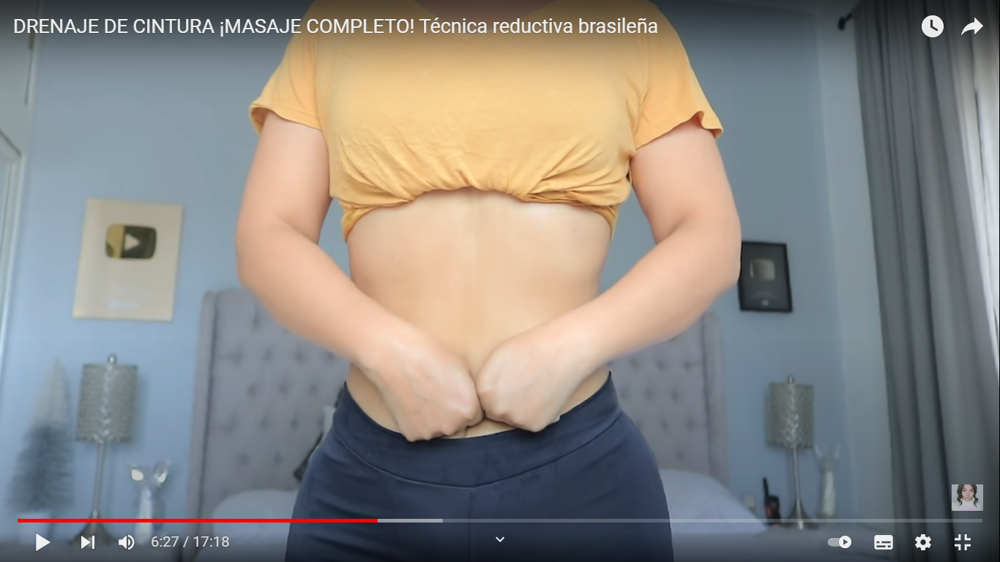 DRENAJE DE CINTURA ¡MASAJE COMPLETO! Técnica reductiva brasileña
6:27 / 17:18